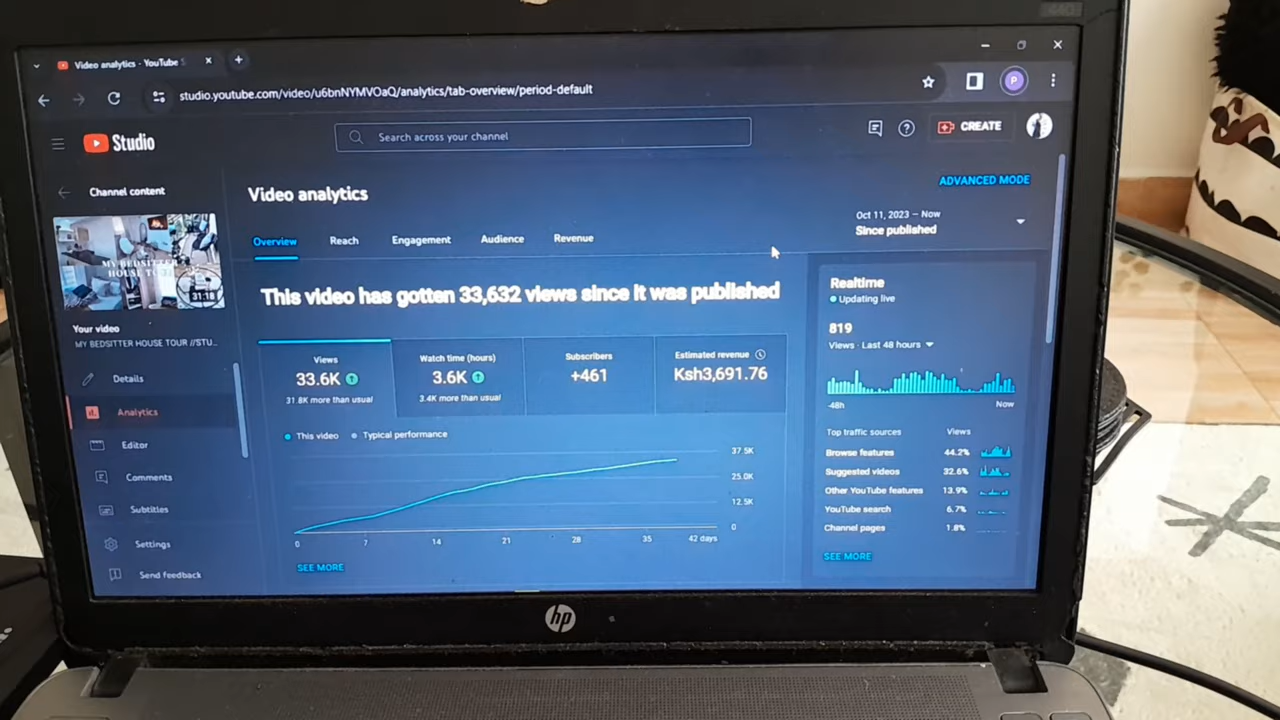 Video analytics - YouTube S
studio.youtube.com/video/u6bnNYMVOaQ/analytics/tab-overview/period-default
P
Studio
Search across your channel
CREATE
Channel content
MY BEDSITTER
31:18
Your video
MY BEDSITTER HOUSE TOUR //STU...
Details
Analytics
Editor
Comments
Subtitles
Settings
Send feedback
Video analytics
ADVANCED MODE
Oct 11, 2023 – Now
Since published
Overview
Reach
Engagement
Audience
Revenue
This video has gotten 33,632 views since it was published
Views
33.6K
31.8K more than usual
Watch time (hours)
3.6K
3.4K more than usual
Subscribers
+461
Estimated revenue
Ksh3,691.76
This video
Typical performance
37.5K
25.0K
12.5K
0
0 7 14 21 28 35 42 days
SEE MORE
Realtime
Updating live
819
Views · Last 48 hours
-48h Now
Top traffic sources Views
Browse features 44.2%
Suggested videos 32.6%
Other YouTube features 13.9%
YouTube search 6.7%
Channel pages 1.8%
SEE MORE
hp